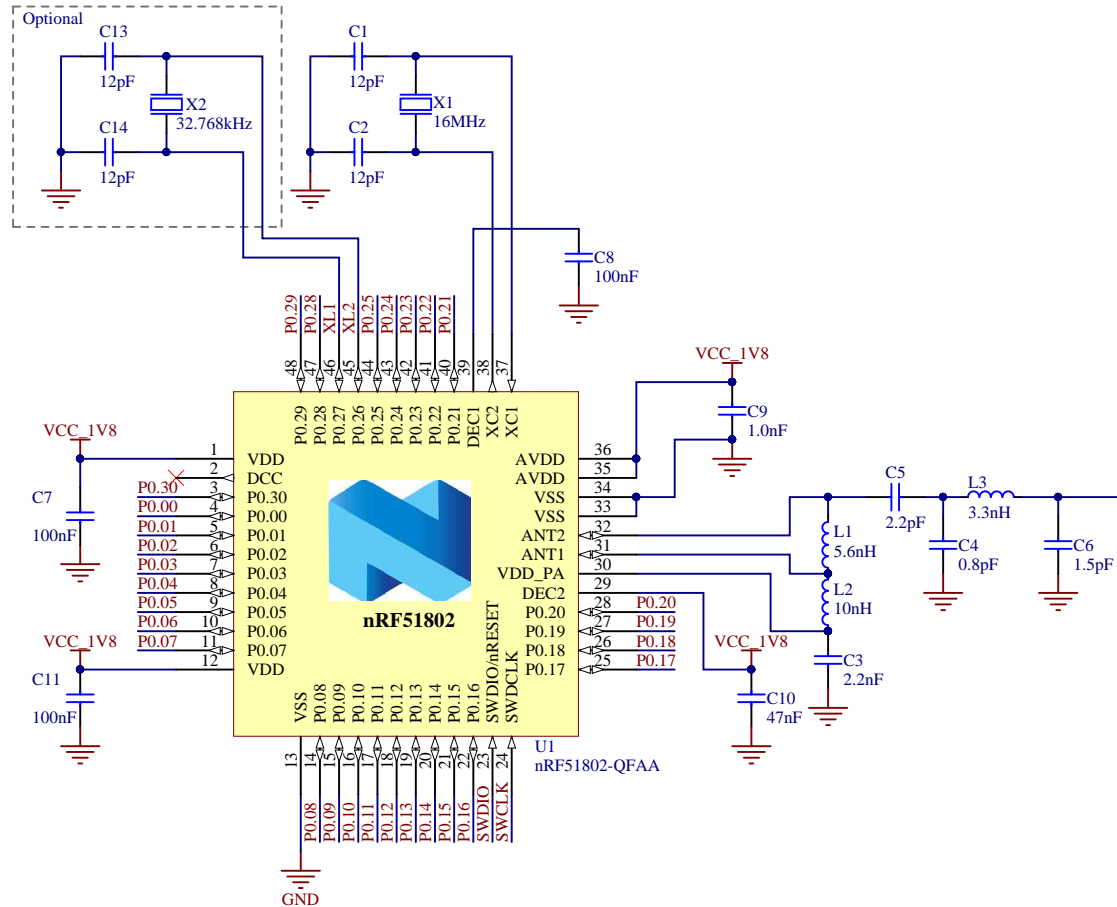 Optional
C13
12pF
X2
32.768kHz
C14
12pF
C1
12pF
X1
16MHz
C2
12pF
C8
100nF
P0.29
P0.28
XL1
XL2
P0.25
P0.24
P0.23
P0.22
P0.21
48
47
46
45
44
43
42
41
40
39
38
37
P0.29
P0.28
P0.27
P0.26
P0.25
P0.24
P0.23
P0.22
P0.21
DEC1
XC2
XC1
VCC_1V8
C9
1.0nF
VCC_1V8
C7
100nF
1 VDD
2 DCC
P0.30 3 P0.30
P0.00 4 P0.00
P0.01 5 P0.01
P0.02 6 P0.02
P0.03 7 P0.03
P0.04 8 P0.04
P0.05 9 P0.05
P0.06 10 P0.06
P0.07 11 P0.07
12 VDD
VCC_1V8
C11
100nF
nRF51802
AVDD 36
AVDD 35
VSS 34
VSS 33
ANT2 32
ANT1 31
VDD_PA 30
DEC2 29
P0.20 28 P0.20
P0.19 27 P0.19
P0.18 26 P0.18
P0.17 25 P0.17
C5
2.2pF
L3
3.3nH
L1
5.6nH
L2
10nH
C4
0.8pF
C6
1.5pF
C3
2.2nF
VCC_1V8
C10
47nF
VSS
P0.08
P0.09
P0.10
P0.11
P0.12
P0.13
P0.14
P0.15
P0.16
SWDIO/nRESET
SWDCLK
13
14
15
16
17
18
19
20
21
22
23
24
U1
nRF51802-QFAA
P0.08
P0.09
P0.10
P0.11
P0.12
P0.13
P0.14
P0.15
P0.16
SWDIO
SWCLK
GND